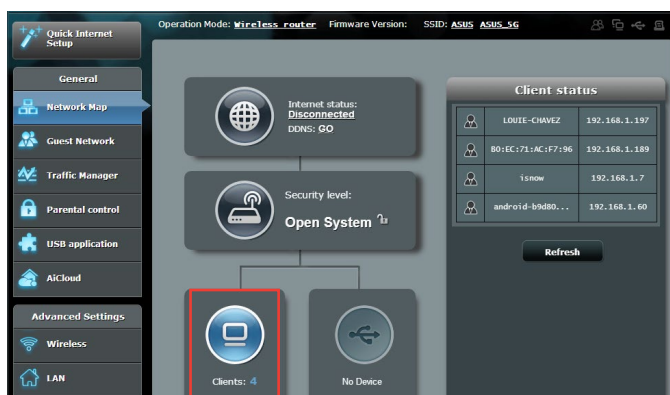 Operation Mode: Wireless router Firmware Version: SSID: ASUS ASUS_5G
Quick Internet
Setup
General
Network Map
Guest Network
Traffic Manager
Parental control
USB application
AiCloud
Advanced Settings
Wireless
LAN
Internet status:
Disconnected
DDNS: GO
Security level:
Open System
Clients: 4
No Device
Client status
LOUIE-CHAVEZ 192.168.1.197
80:EC:71:AC:F7:96 192.168.1.189
isnow 192.168.1.7
android-b9d80... 192.168.1.60
Refresh